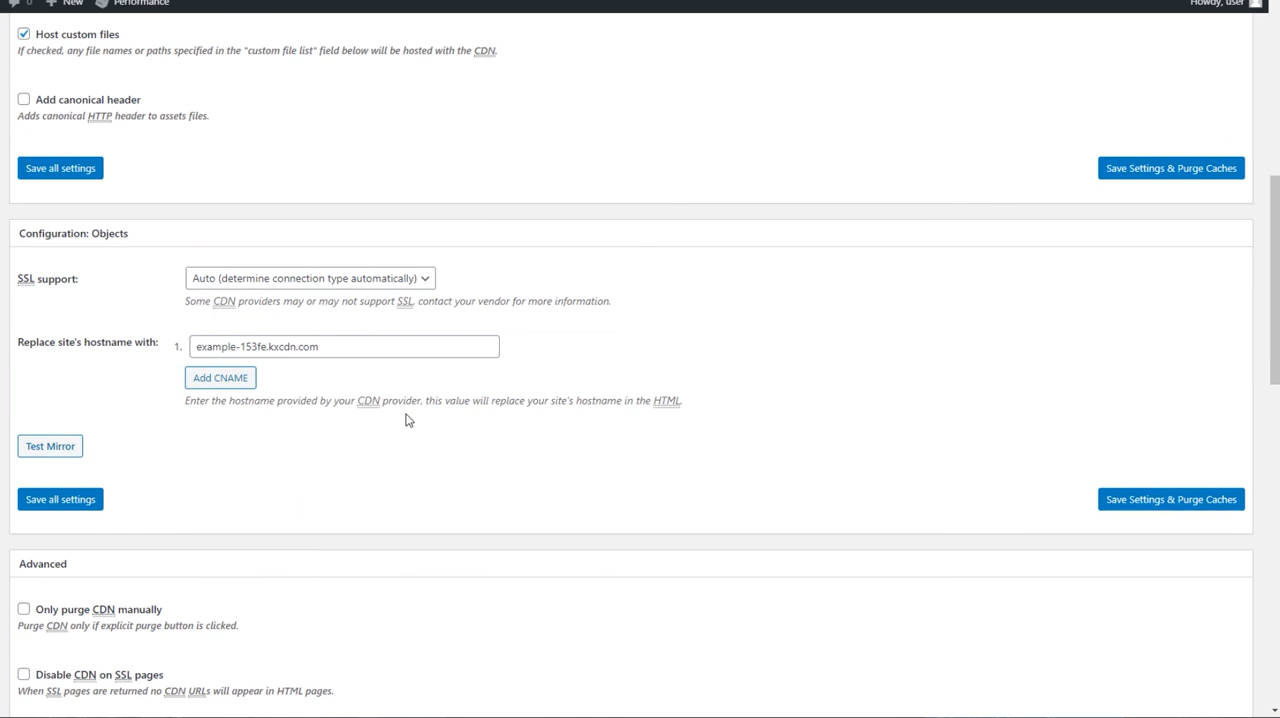 0 New Performance Howdy, user
Host custom files
If checked, any file names or paths specified in the "custom file list" field below will be hosted with the CDN.
Add canonical header
Adds canonical HTTP header to assets files.
Save all settings Save Settings & Purge Caches
Configuration: Objects
SSL support: Auto (determine connection type automatically)
Some CDN providers may or may not support SSL, contact your vendor for more information.
Replace site's hostname with: 1. example-153fe.kxcdn.com
Add CNAME
Enter the hostname provided by your CDN provider, this value will replace your site's hostname in the HTML.
Test Mirror
Save all settings Save Settings & Purge Caches
Advanced
Only purge CDN manually
Purge CDN only if explicit purge button is clicked.
Disable CDN on SSL pages
When SSL pages are returned no CDN URLs will appear in HTML pages.